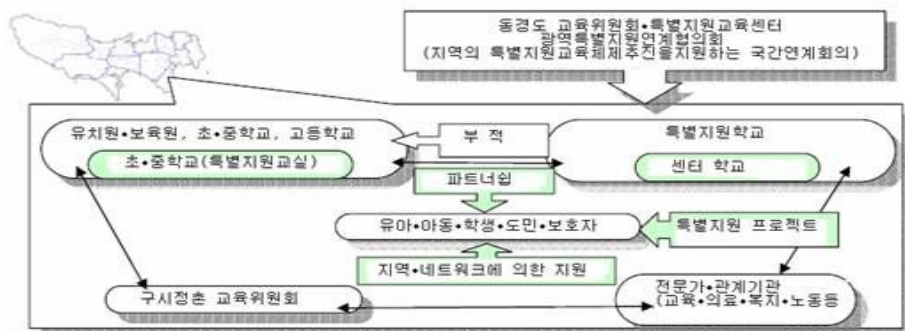 동경도 교육위원회•특별지원교육센터
광역특별지원연계협의회
(지역의 특별지원교육체제추진을지원하는 국간연계회의)
유치원•보육원, 초•중학교, 고등학교
부 적
특별지원학교
초•중학교(특별지원교실)
센터 학교
파트너쉽
유아•아동•학생•도민•보호자
특별지원 프로젝트
지역•네트워크에 의한 지원
구시정촌 교육위원회
전문가•관계기관
(교육•의료•복지•노동등